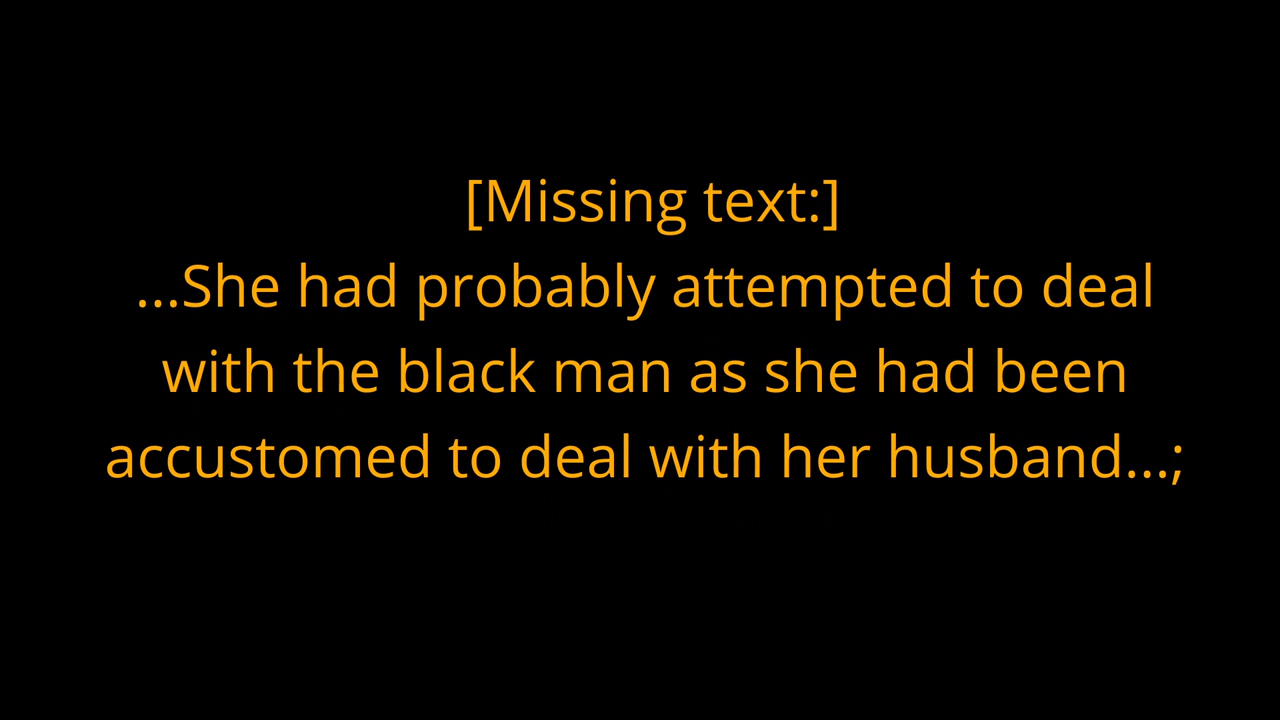 [Missing text:]
...She had probably attempted to deal
with the black man as she had been
accustomed to deal with her husband...;